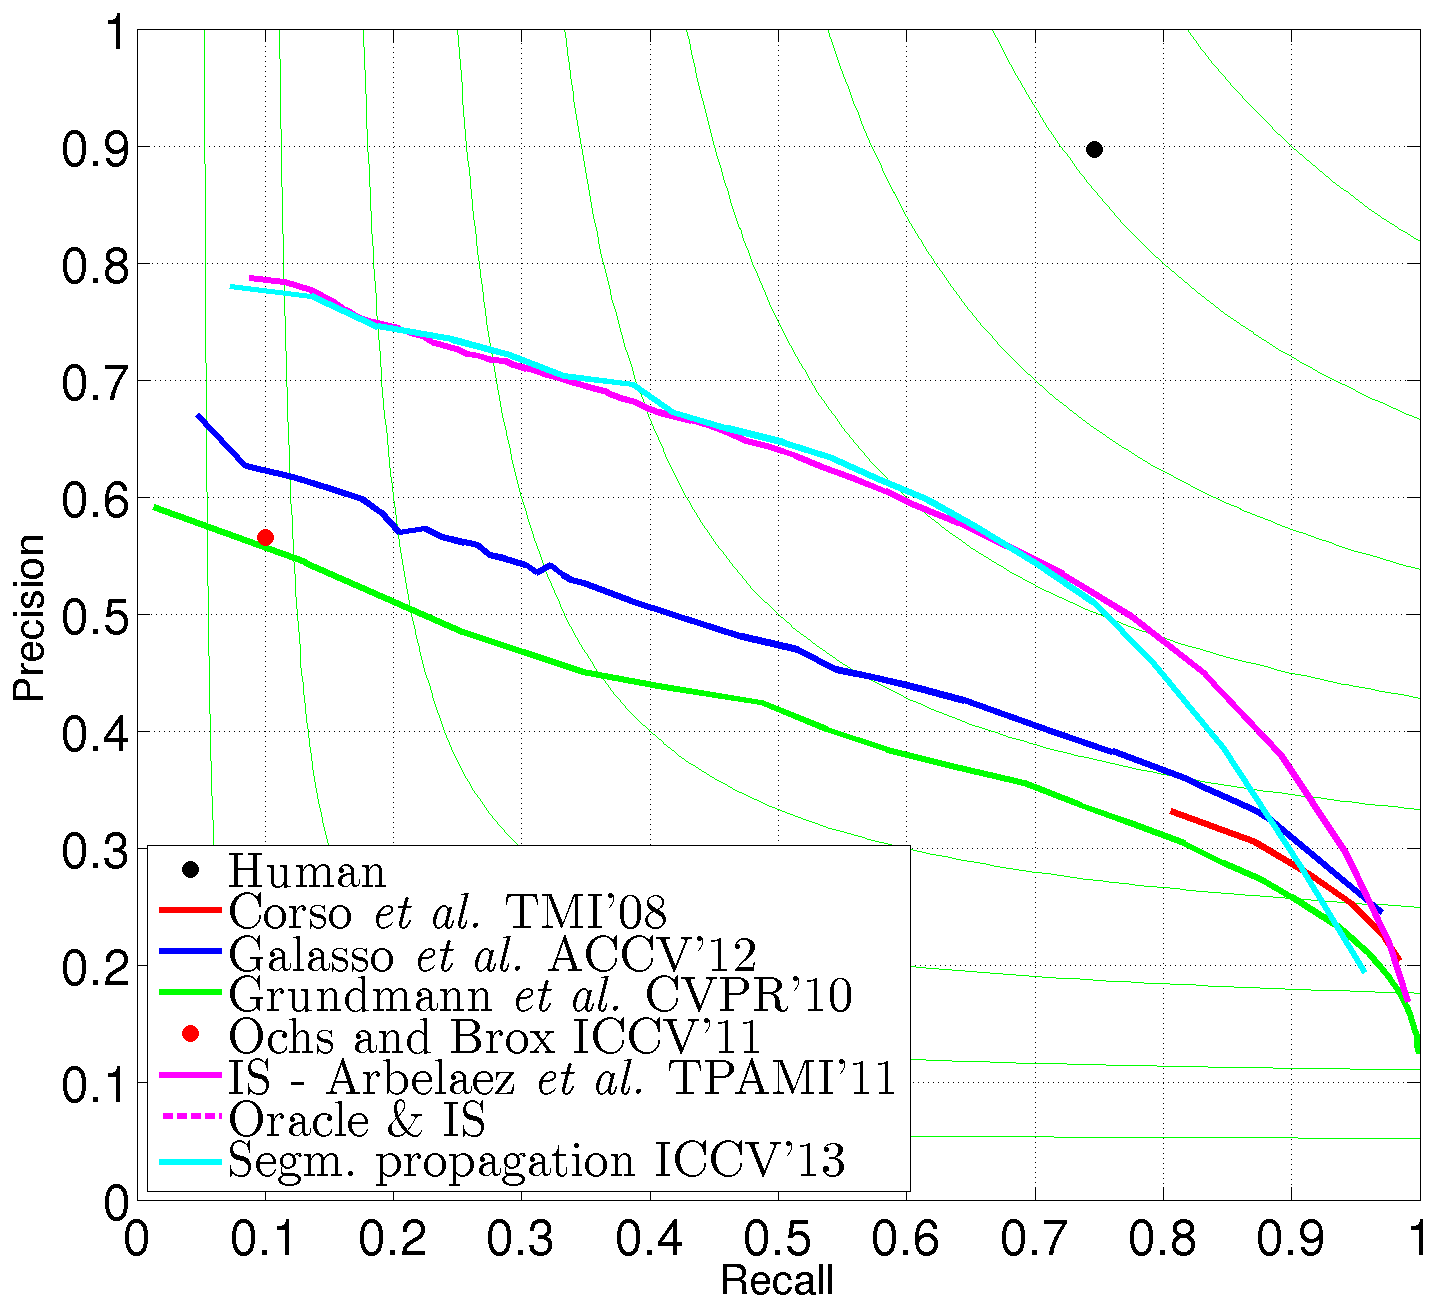 1
0.9
0.8
0.7
0.6
0.5
0.4
0.3
0.2
0.1
0
Precision
Human
Corso et al. TMI'08
Galasso et al. ACCV'12
Grundmann et al. CVPR'10
Ochs and Brox ICCV'11
IS - Arbelaez et al. TPAMI'11
Oracle & IS
Segm. propagation ICCV'13
0 0.1 0.2 0.3 0.4 0.5 0.6 0.7 0.8 0.9 1
Recall